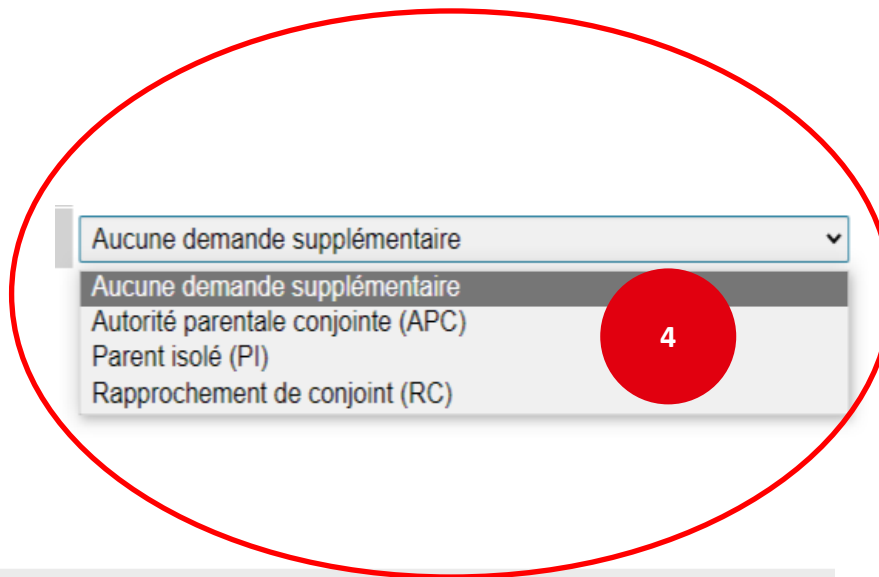 Aucune demande supplémentaire
Aucune demande supplémentaire
Autorité parentale conjointe (APC)
4
Parent isolé (PI)
Rapprochement de conjoint (RC)